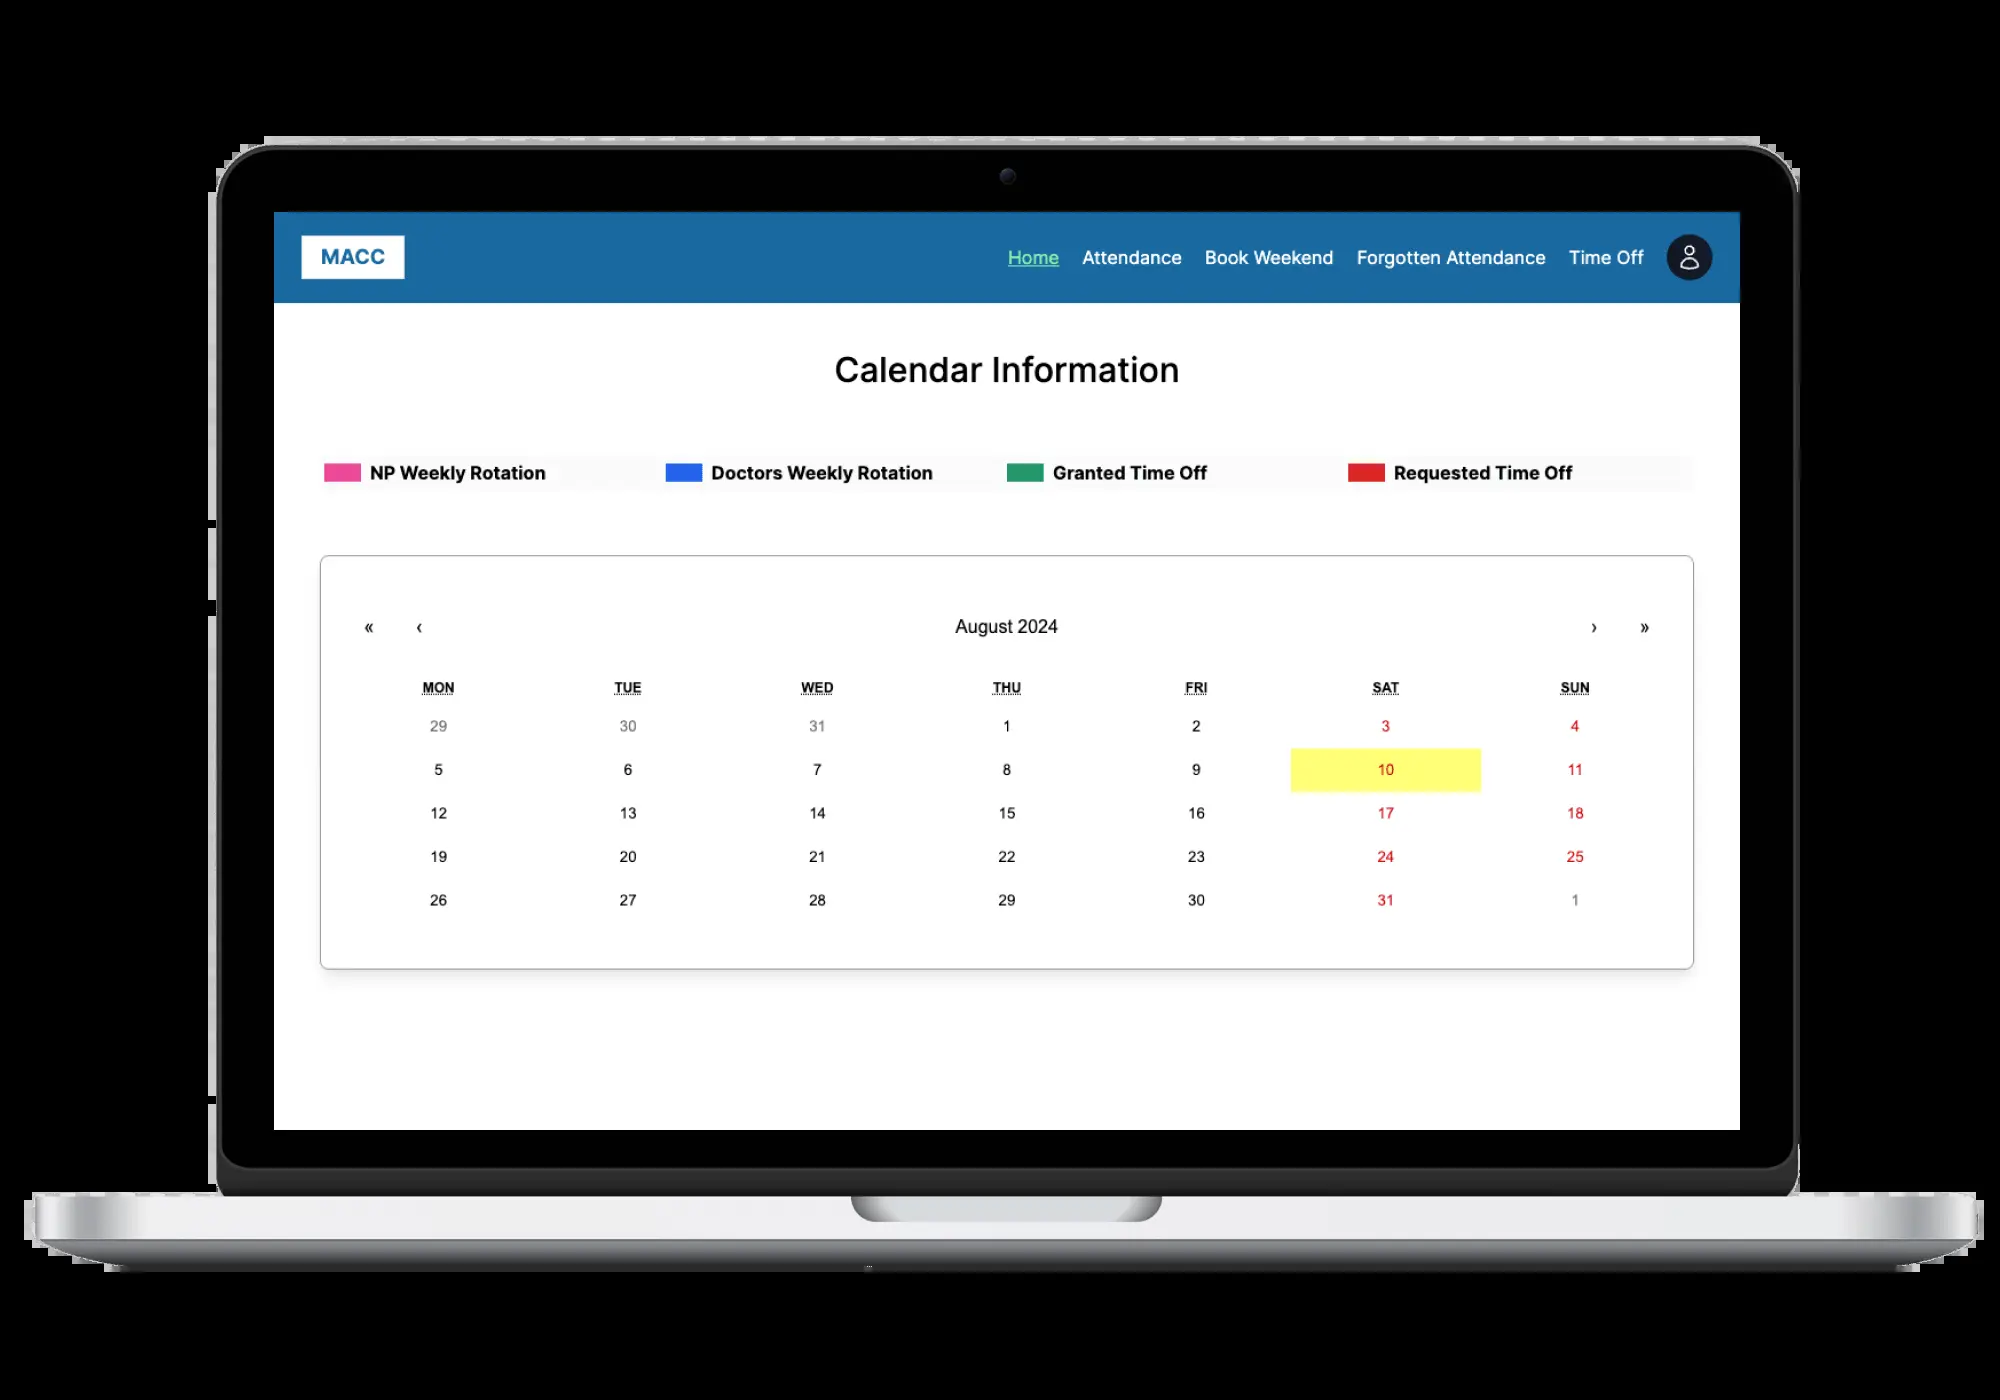 MACC Home Attendance Book Weekend Forgotten Attendance Time Off
Calendar Information
NP Weekly Rotation Doctors Weekly Rotation Granted Time Off Requested Time Off
« ‹ August 2024 › »
MON TUE WED THU FRI SAT SUN
29 30 31 1 2 3 4
5 6 7 8 9 10 11
12 13 14 15 16 17 18
19 20 21 22 23 24 25
26 27 28 29 30 31 1